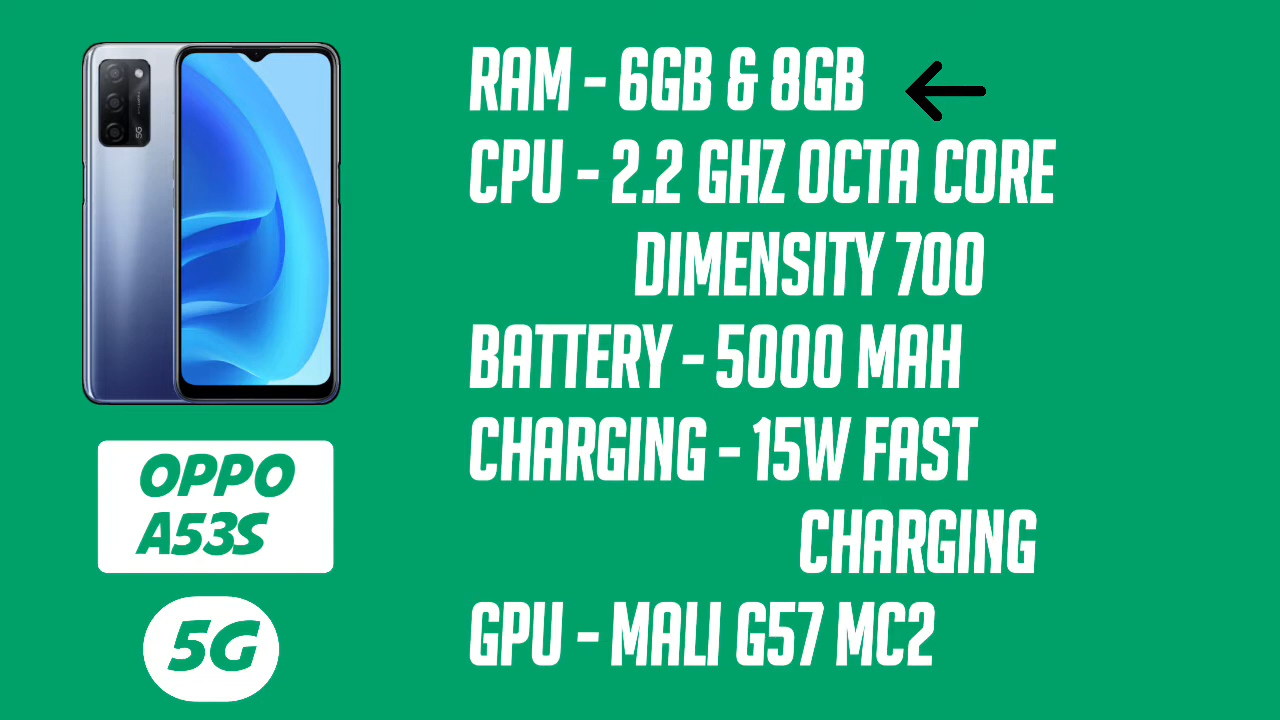 RAM - 6GB & 8GB
CPU - 2.2 GHZ OCTA CORE
DIMENSITY 700
BATTERY - 5000 MAH
CHARGING - 15W FAST
CHARGING
GPU - MALI G57 MC2
OPPO
A53S
5G
5G